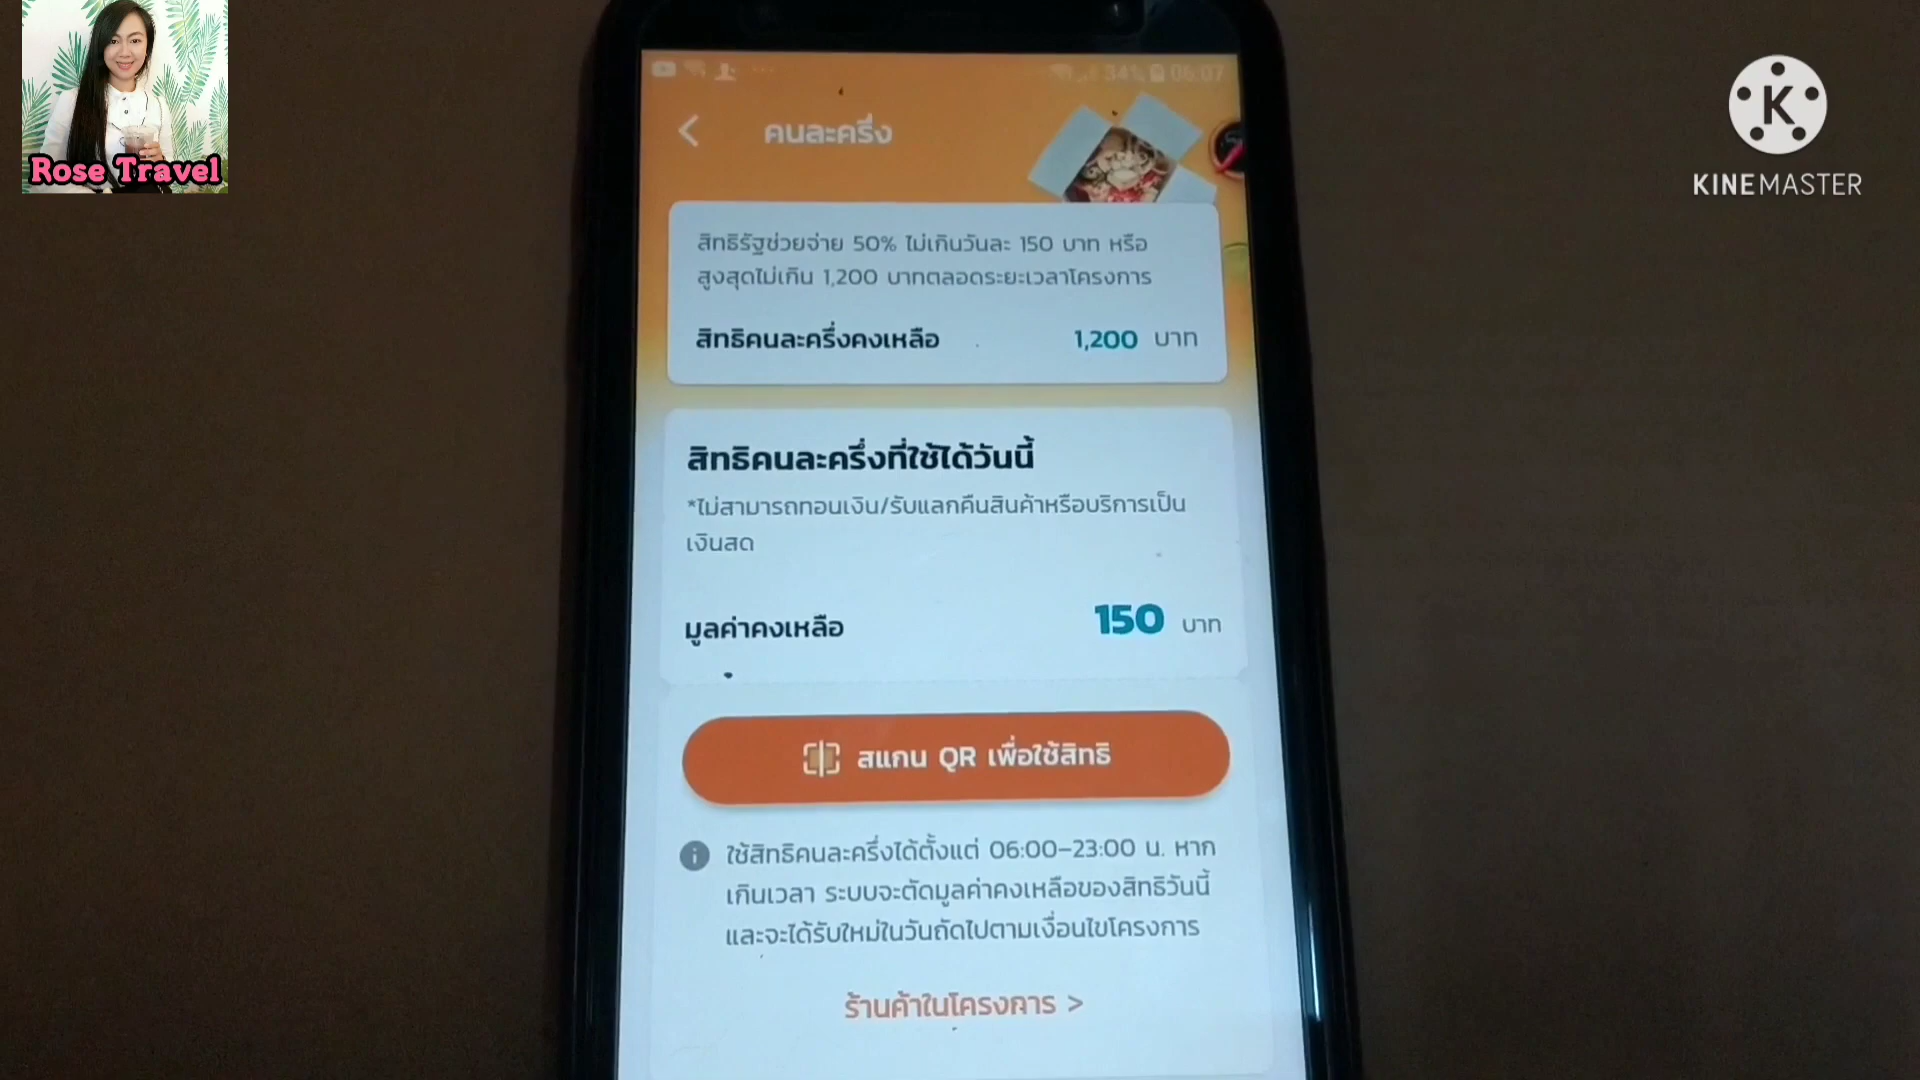 Rose Travel
KINEMASTER
34% 06:07
คนละครึ่ง
สิทธิรัฐช่วยจ่าย 50% ไม่เกินวันละ 150 บาท หรือ
สูงสุดไม่เกิน 1,200 บาทตลอดระยะเวลาโครงการ
สิทธิคนละครึ่งคงเหลือ 1,200 บาท
สิทธิคนละครึ่งที่ใช้ได้วันนี้
*ไม่สามารถทอนเงิน/รับแลกคืนสินค้าหรือบริการเป็น
เงินสด
มูลค่าคงเหลือ 150 บาท
สแกน QR เพื่อใช้สิทธิ
ใช้สิทธิคนละครึ่งได้ตั้งแต่ 06:00–23:00 น. หาก
เกินเวลา ระบบจะตัดมูลค่าคงเหลือของสิทธิวันนี้
และจะได้รับใหม่ในวันถัดไปตามเงื่อนไขโครงการ
ร้านค้าในโครงการ >